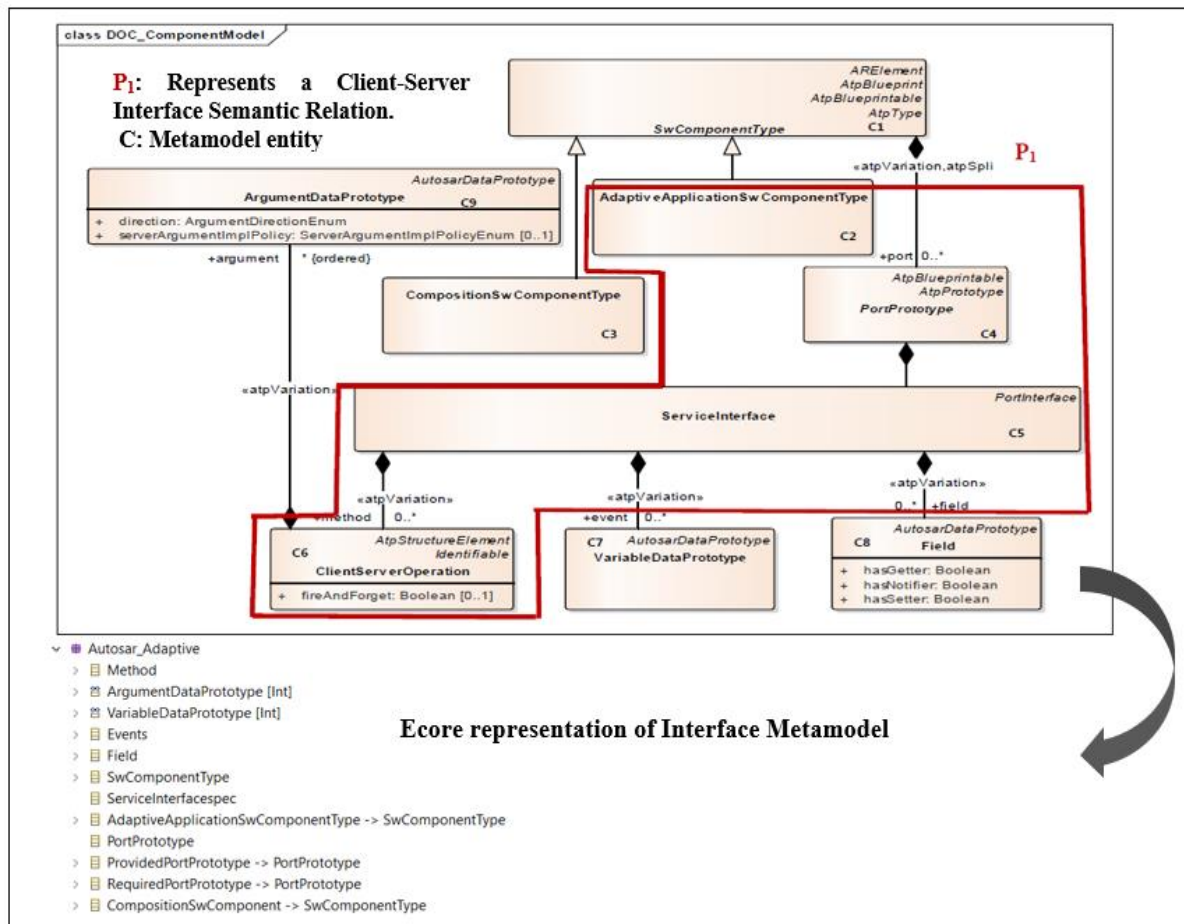 class DOC_ComponentModel
P1: Represents a Client-Server
Interface Semantic Relation.
C: Metamodel entity
ARElement
AtpBlueprint
AtpBlueprintable
AtpType
SwComponentType
C1
P1
«atpVariation,atpSpli
AutosarDataPrototype
ArgumentDataPrototype
C9
+ direction: ArgumentDirectionEnum
+ serverArgumentImplPolicy: ServerArgumentImplPolicyEnum [0..1]
+argument * {ordered}
AdaptiveApplicationSwComponentType
C2
+port 0..*
AtpBlueprintable
AtpPrototype
PortPrototype
C4
CompositionSwComponentType
C3
«atpVariation»
PortInterface
ServiceInterface
C5
«atpVariation»
«atpVariation»
«atpVariation»
+method 0..*
+event 0..*
0..* +field
AtpStructureElement
C6
Identifiable
ClientServerOperation
+ fireAndForget: Boolean [0..1]
C7 AutosarDataPrototype
VariableDataPrototype
AutosarDataPrototype
C8 Field
+ hasGetter: Boolean
+ hasNotifier: Boolean
+ hasSetter: Boolean
Autosar_Adaptive
Method
ArgumentDataPrototype [Int]
VariableDataPrototype [Int]
Events
Field
SwComponentType
ServiceInterfacespec
AdaptiveApplicationSwComponentType -> SwComponentType
PortPrototype
ProvidedPortPrototype -> PortPrototype
RequiredPortPrototype -> PortPrototype
CompositionSwComponent -> SwComponentType
Ecore representation of Interface Metamodel